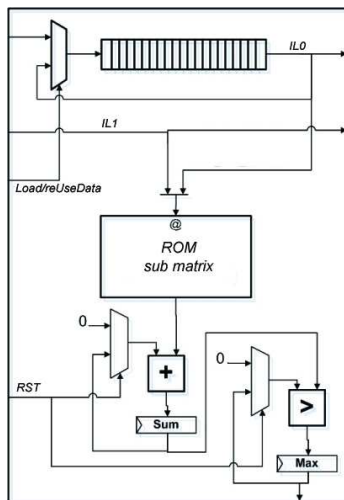 IL0
IL1
Load/reUseData
@
ROM
sub matrix
0
+
0
RST
>
Sum
Max